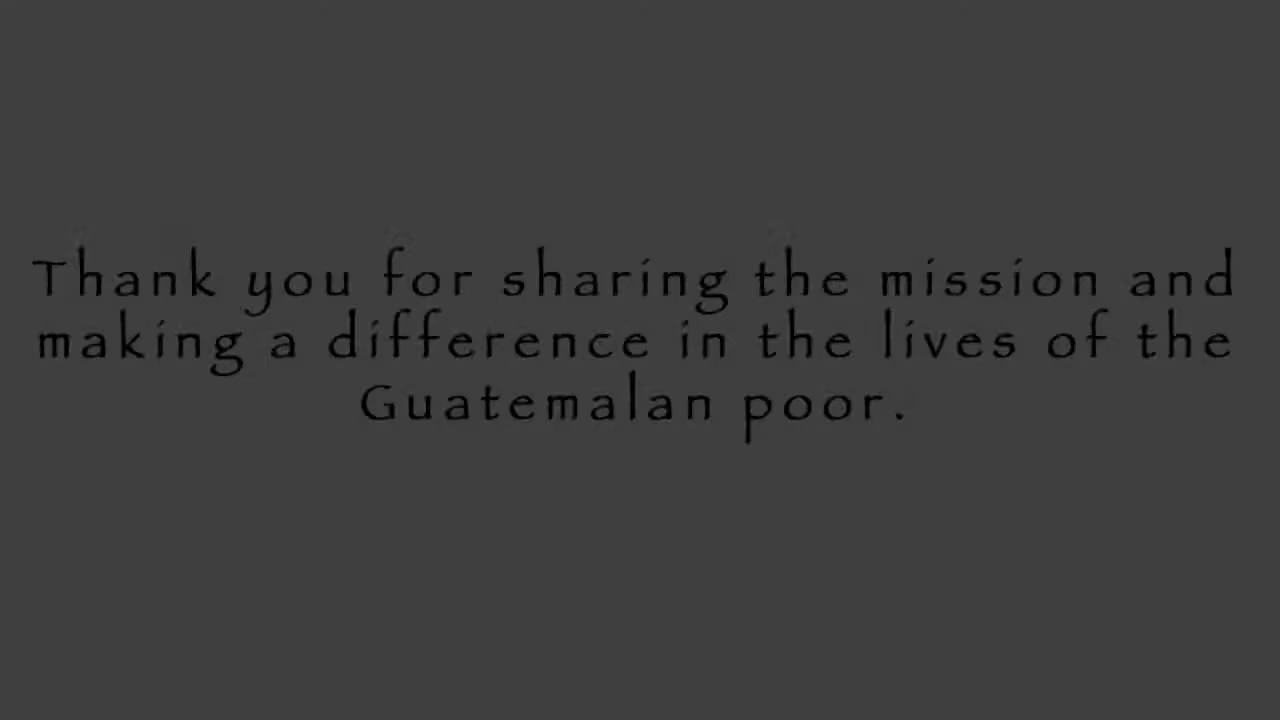 Thank you for sharing the mission and
making a difference in the lives of the
Guatemalan poor.